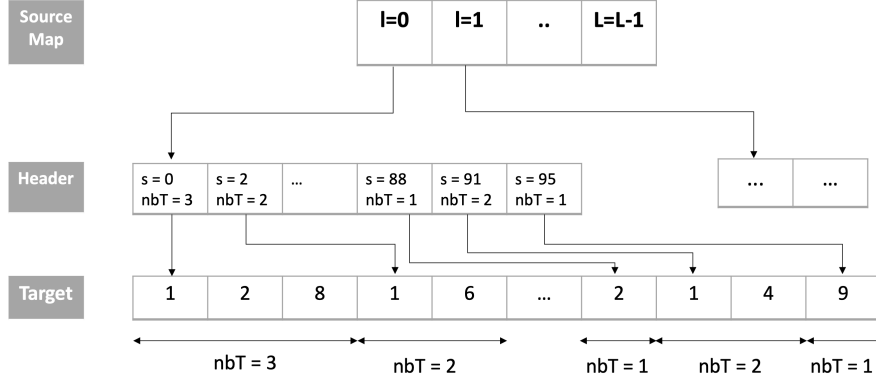 Source
Map
l=0 l=1 .. L=L-1
Header
s = 0 s = 2 ... s = 88 s = 91 s = 95
nbT = 3 nbT = 2 nbT = 1 nbT = 2 nbT = 1
... ...
Target
1 2 8 1 6 ... 2 1 4 9
nbT = 3 nbT = 2 nbT = 1 nbT = 2 nbT = 1